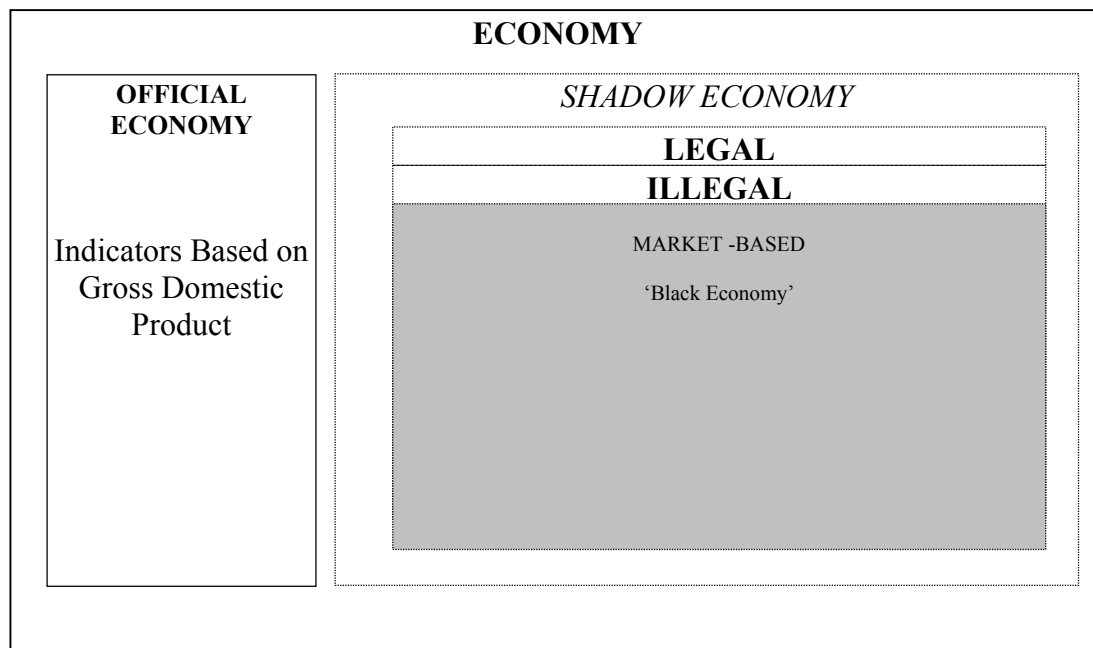 ECONOMY
OFFICIAL
ECONOMY
Indicators Based on
Gross Domestic
Product
SHADOW ECONOMY
LEGAL
ILLEGAL
MARKET -BASED
‘Black Economy’